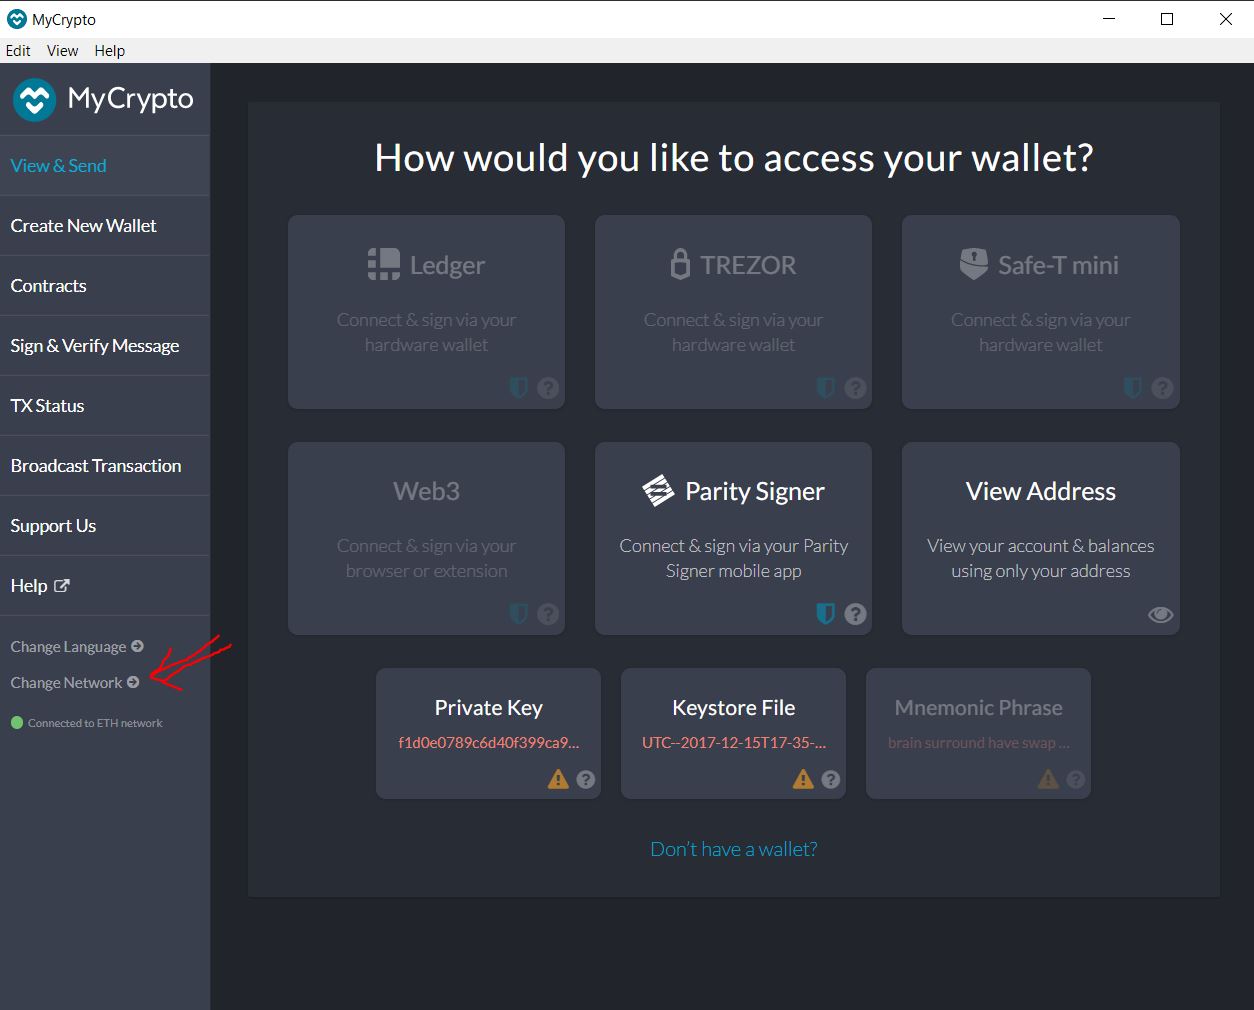 MyCrypto
Edit View Help
MyCrypto
View & Send
Create New Wallet
Contracts
Sign & Verify Message
TX Status
Broadcast Transaction
Support Us
Help
Change Language
Change Network
Connected to ETH network
How would you like to access your wallet?
Ledger
Connect & sign via your
hardware wallet
?
TREZOR
Connect & sign via your
hardware wallet
?
Safe-T mini
Connect & sign via your
hardware wallet
?
Web3
Connect & sign via your
browser or extension
?
Parity Signer
Connect & sign via your Parity
Signer mobile app
?
View Address
View your account & balances
using only your address
Private Key
f1d0e0789c6d40f399ca9...
?
Keystore File
UTC--2017-12-15T17-35-...
?
Mnemonic Phrase
brain surround have swap ...
?
Don't have a wallet?